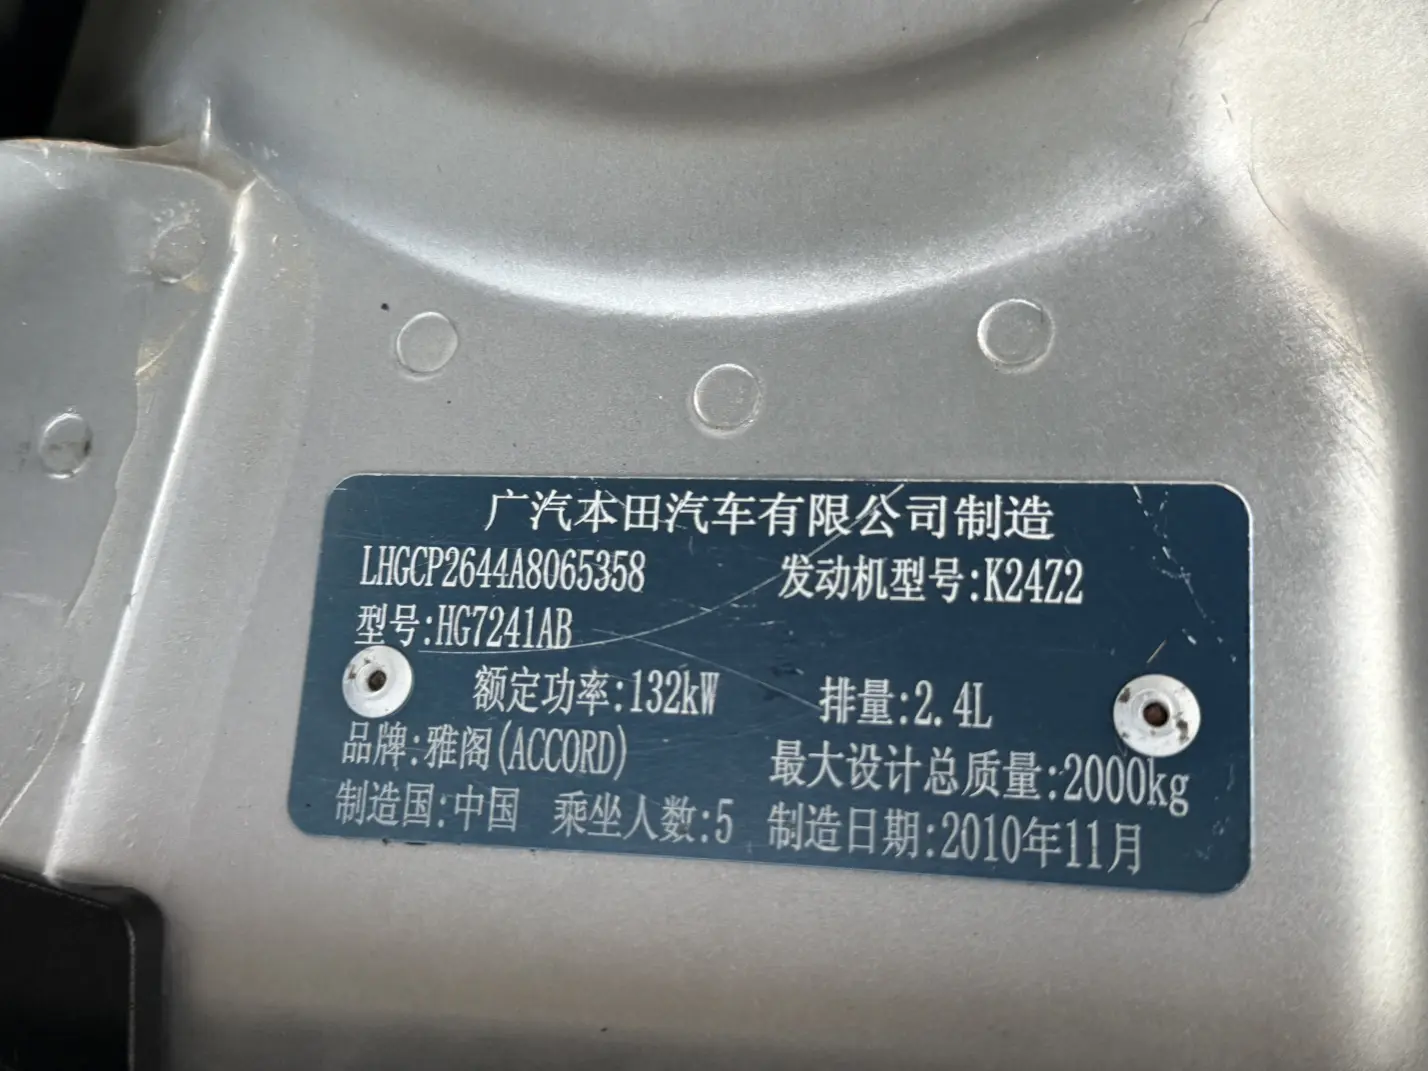 广汽本田汽车有限公司制造
LHGCP2644A8065358 发动机型号:K24Z2
型号:HG7241AB
额定功率:132kW 排量:2.4L
品牌:雅阁(ACCORD) 最大设计总质量:2000kg
制造国:中国 乘坐人数:5 制造日期:2010年11月